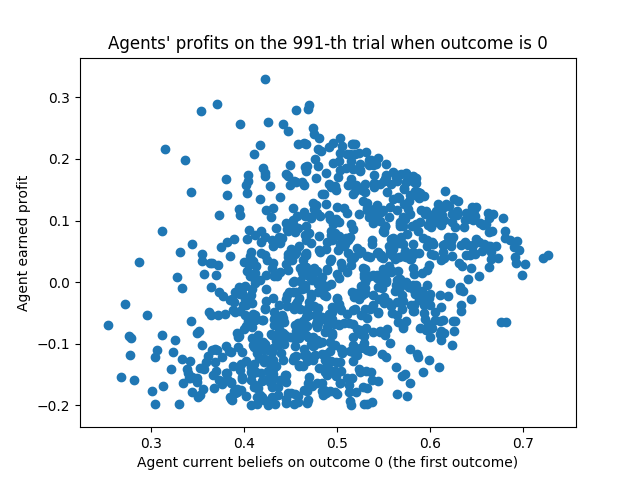 Agents' profits on the 991-th trial when outcome is 0
Agent earned profit
0.3
0.2
0.1
0.0
−0.1
−0.2
0.3 0.4 0.5 0.6 0.7
Agent current beliefs on outcome 0 (the first outcome)